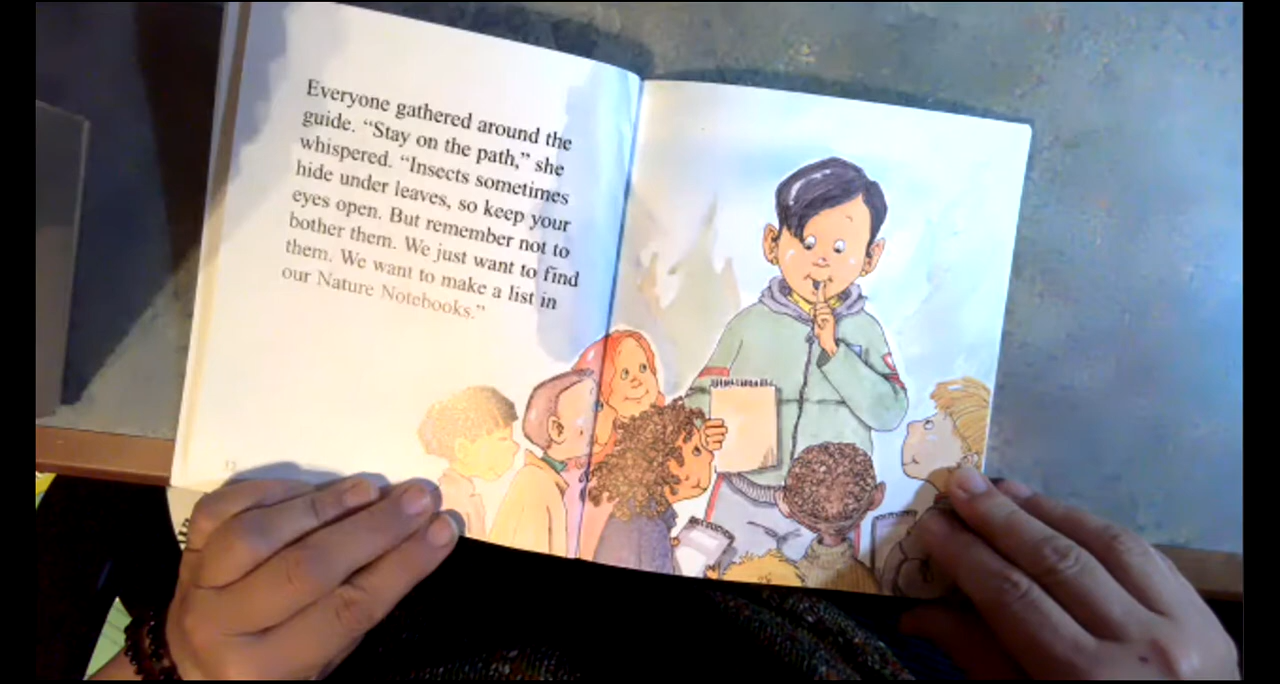 Everyone gathered around the
guide. “Stay on the path,” she
whispered. “Insects sometimes
hide under leaves, so keep your
eyes open. But remember not to
bother them. We just want to find
them. We want to make a list in
our Nature Notebooks.”
12